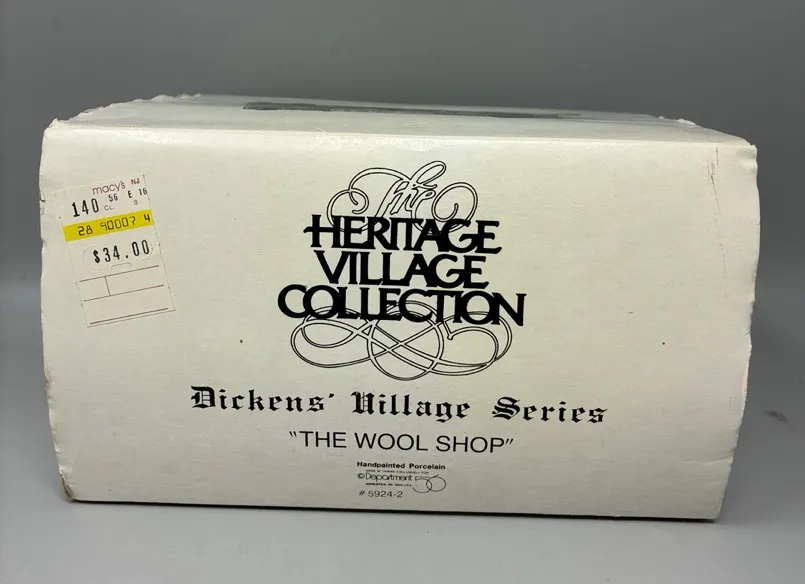 macy's NJ
140 56 E 16
CL S
28 90007 4
$34.00
The
HERITAGE
VILLAGE
COLLECTION
Dickens' Village Series
"THE WOOL SHOP"
Handpainted Porcelain
© Department 56
# 5924-2